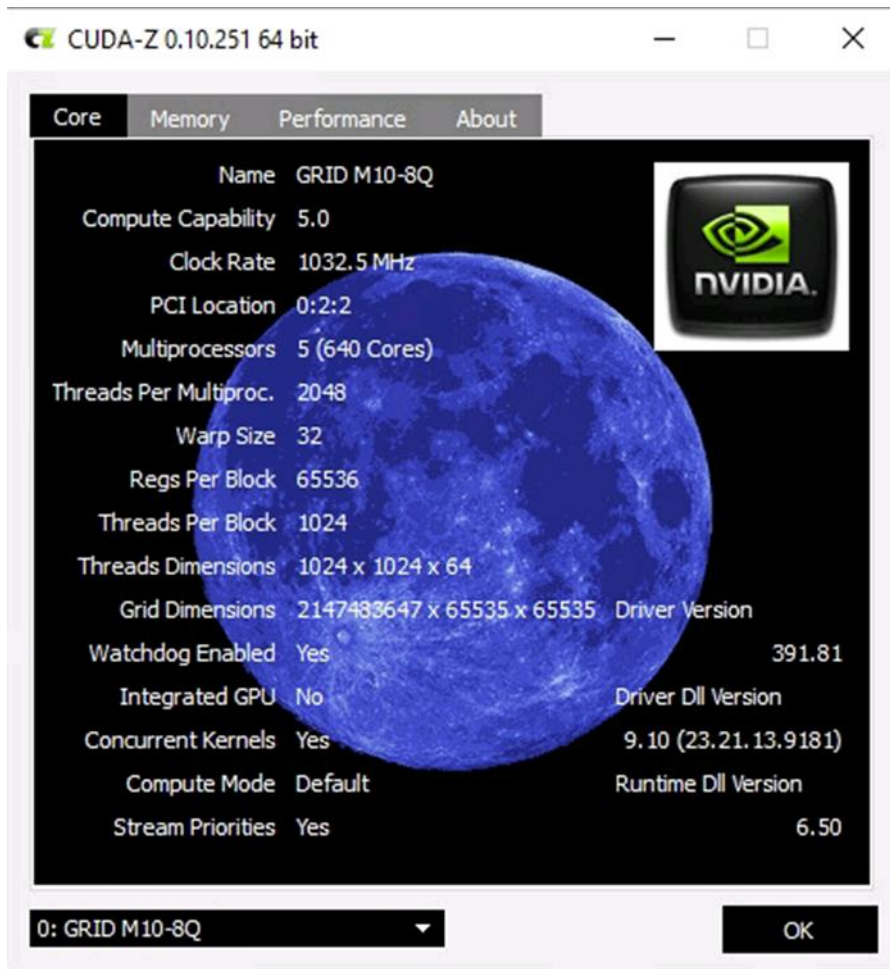 CUDA-Z 0.10.251 64 bit
Core Memory Performance About
Name GRID M10-8Q
Compute Capability 5.0
Clock Rate 1032.5 MHz
PCI Location 0:2:2
Multiprocessors 5 (640 Cores)
Threads Per Multiproc. 2048
Warp Size 32
Regs Per Block 65536
Threads Per Block 1024
Threads Dimensions 1024 x 1024 x 64
Grid Dimensions 2147483647 x 65535 x 65535 Driver Version
Watchdog Enabled Yes 391.81
Integrated GPU No Driver Dll Version
Concurrent Kernels Yes 9.10 (23.21.13.9181)
Compute Mode Default Runtime Dll Version
Stream Priorities Yes 6.50
NVIDIA.
0: GRID M10-8Q OK